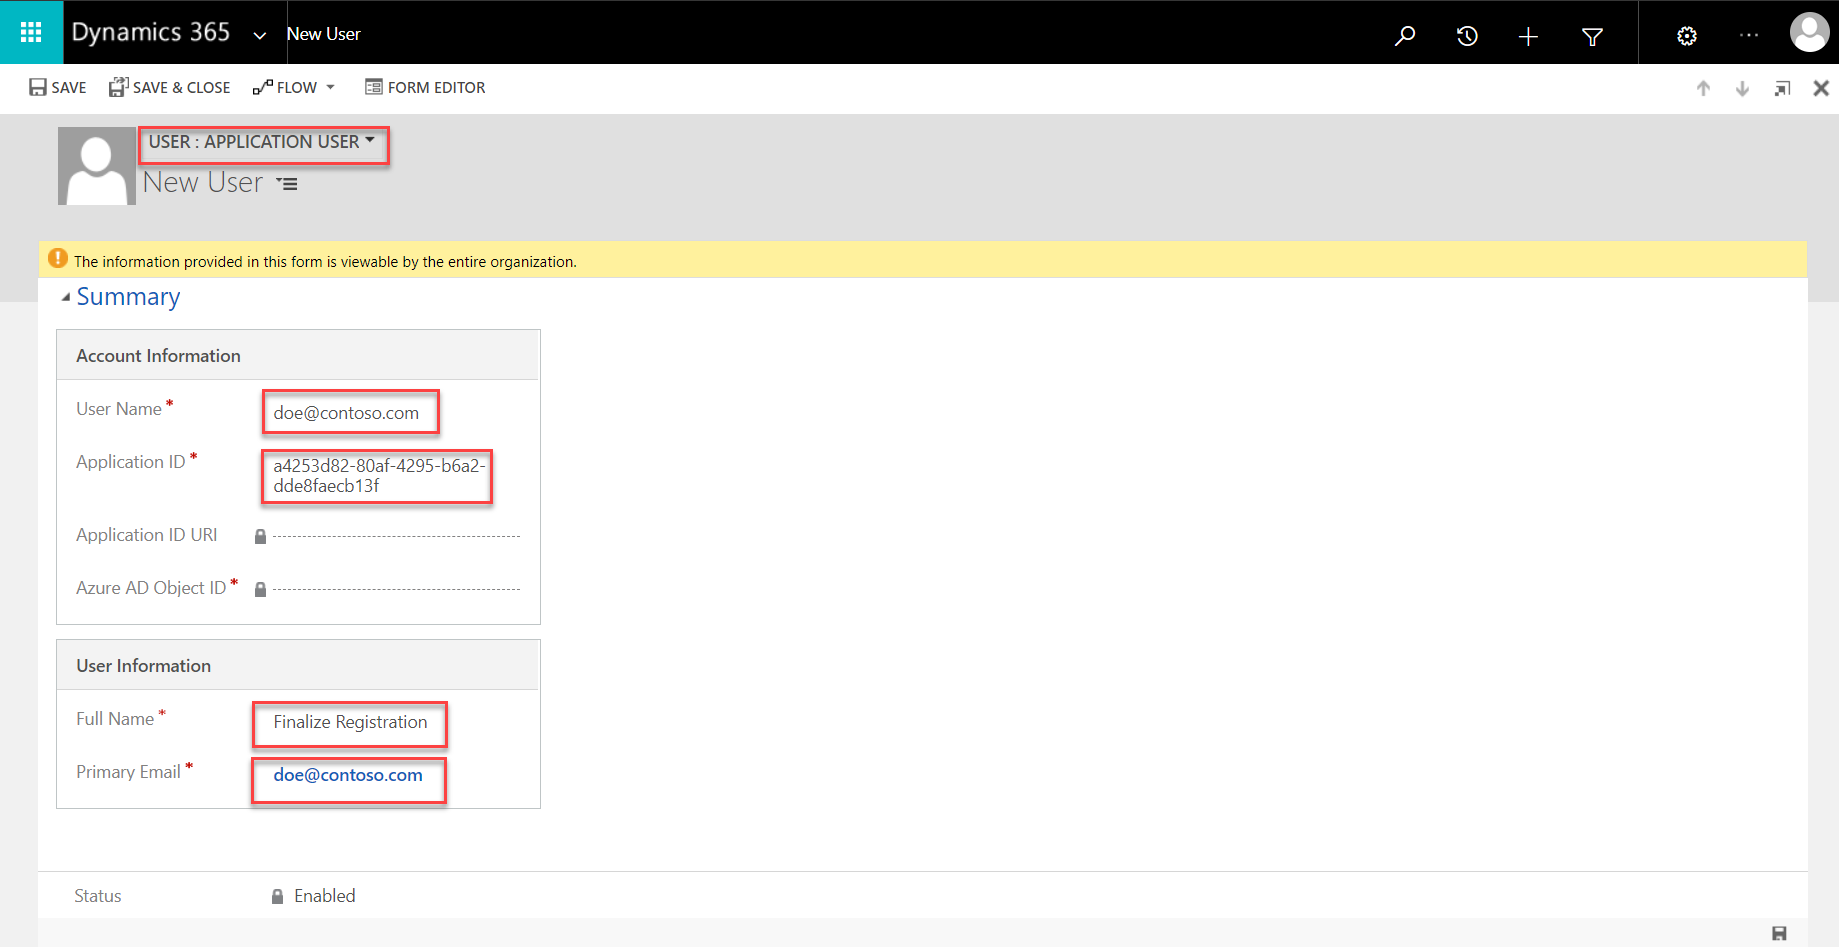 Dynamics 365
New User
SAVE
SAVE & CLOSE
FLOW
FORM EDITOR
USER : APPLICATION USER
New User
The information provided in this form is viewable by the entire organization.
Summary
Account Information
User Name *
doe@contoso.com
Application ID *
a4253d82-80af-4295-b6a2-
dde8faecb13f
Application ID URI
Azure AD Object ID *
User Information
Full Name *
Finalize Registration
Primary Email *
doe@contoso.com
Status
Enabled